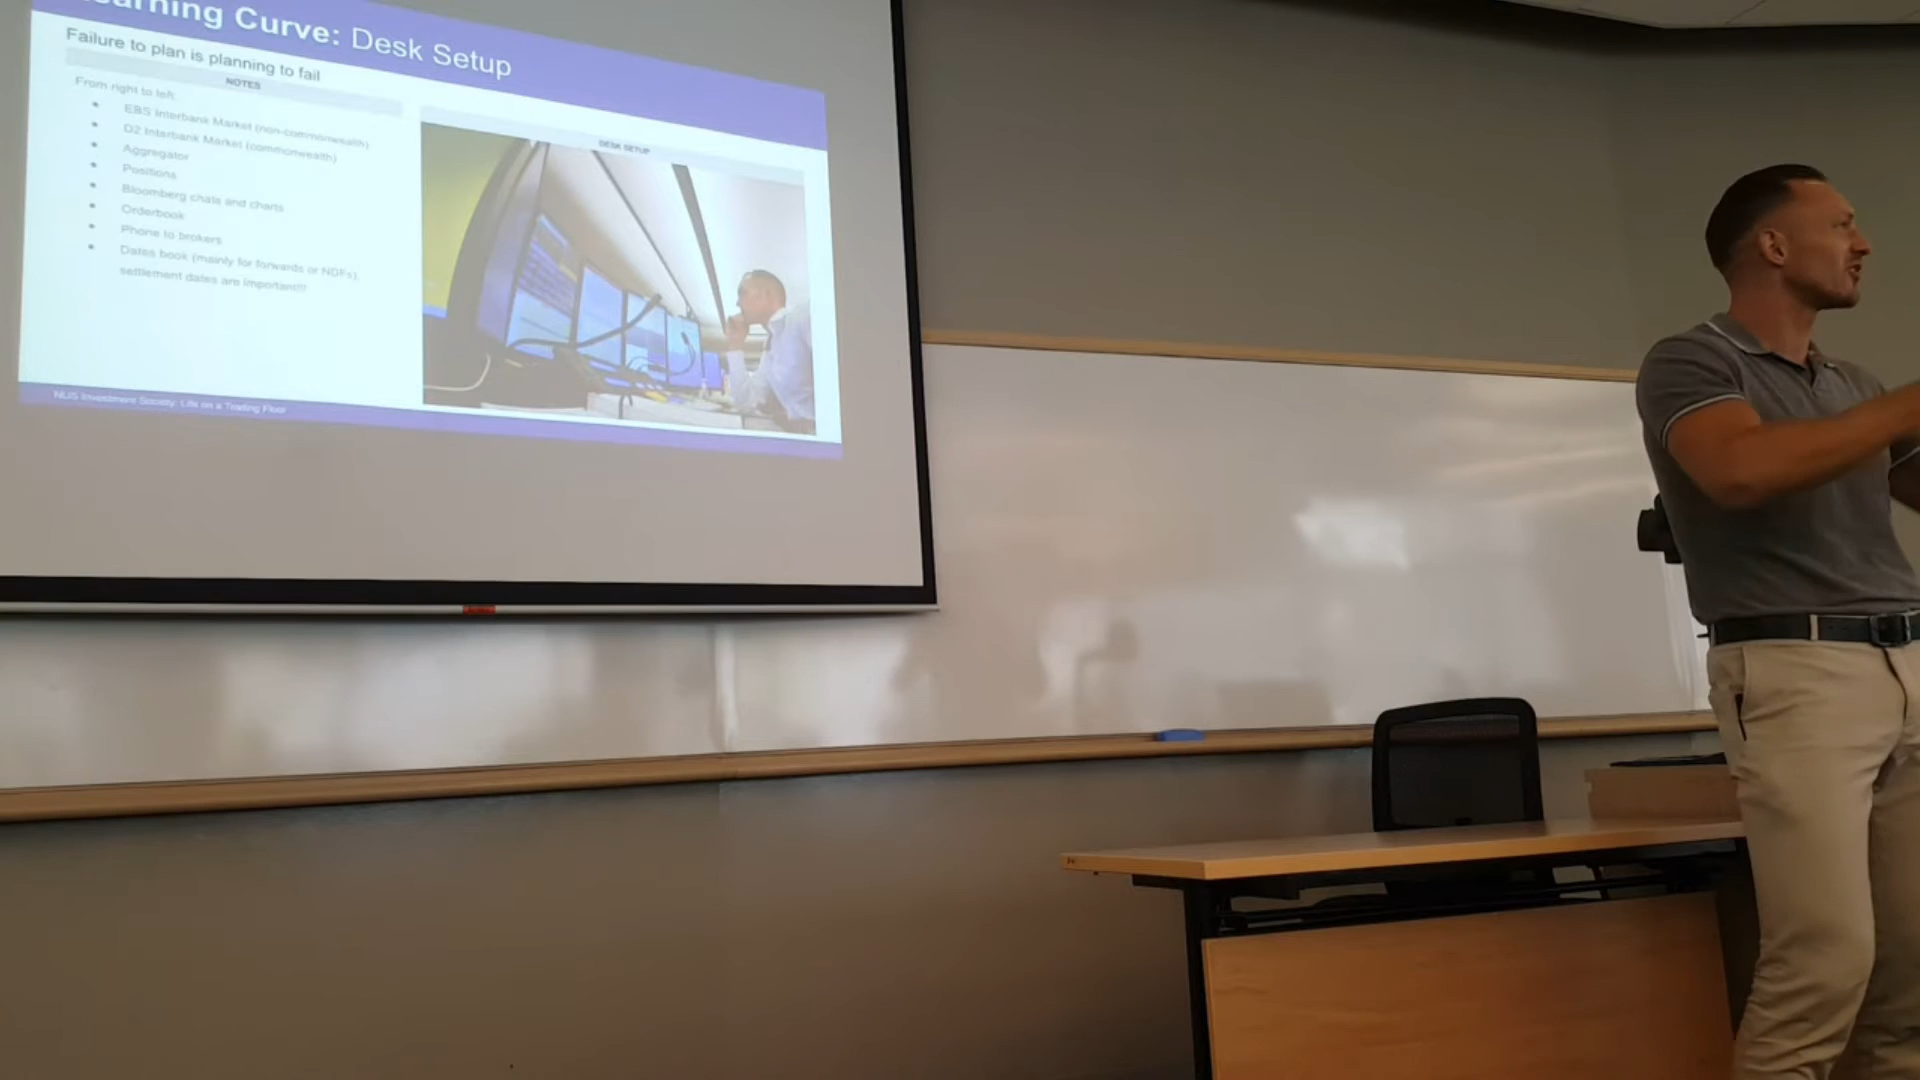 earning Curve: Desk Setup
Failure to plan is planning to fail
NOTES
From right to left:
EBS Interbank Market (non-commonwealth)
D2 Interbank Market (commonwealth)
Aggregator
Positions
Bloomberg chats and charts
Orderbook
Phone to brokers
Dates book (mainly for forwards or NDFs),
settlement dates are important!!!
DESK SETUP
NUS Investment Society: Life on a Trading Floor